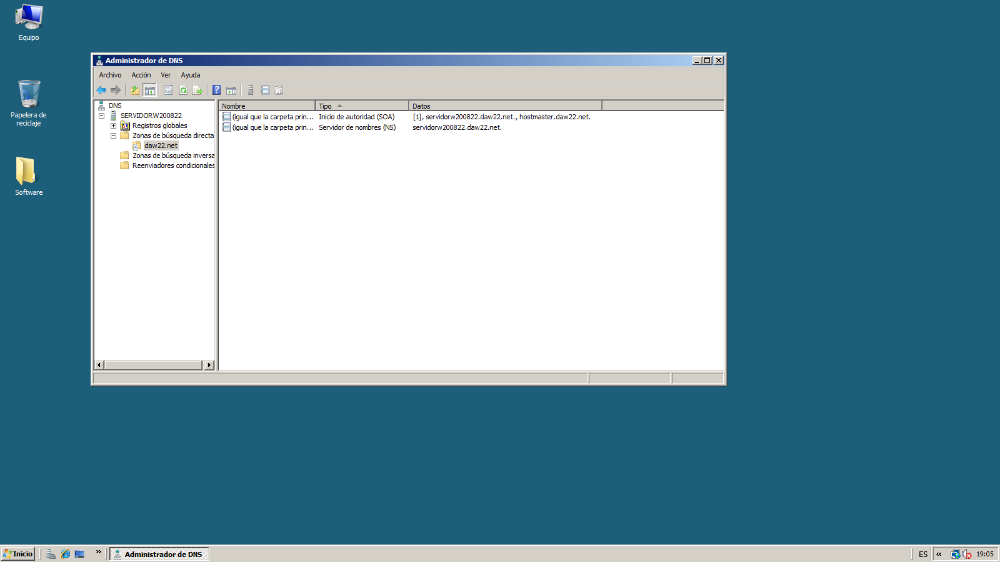 Equipo
Papelera de
reciclaje
Software
Administrador de DNS
Archivo Acción Ver Ayuda
DNS
SERVIDORW200822
Registros globales
Zonas de búsqueda directa
daw22.net
Zonas de búsqueda inversa
Reenviadores condicionales
Nombre Tipo Datos
(igual que la carpeta prin... Inicio de autoridad (SOA) [1], servidorw200822.daw22.net., hostmaster.daw22.net.
(igual que la carpeta prin... Servidor de nombres (NS) servidorw200822.daw22.net.
Inicio Administrador de DNS ES 19:05